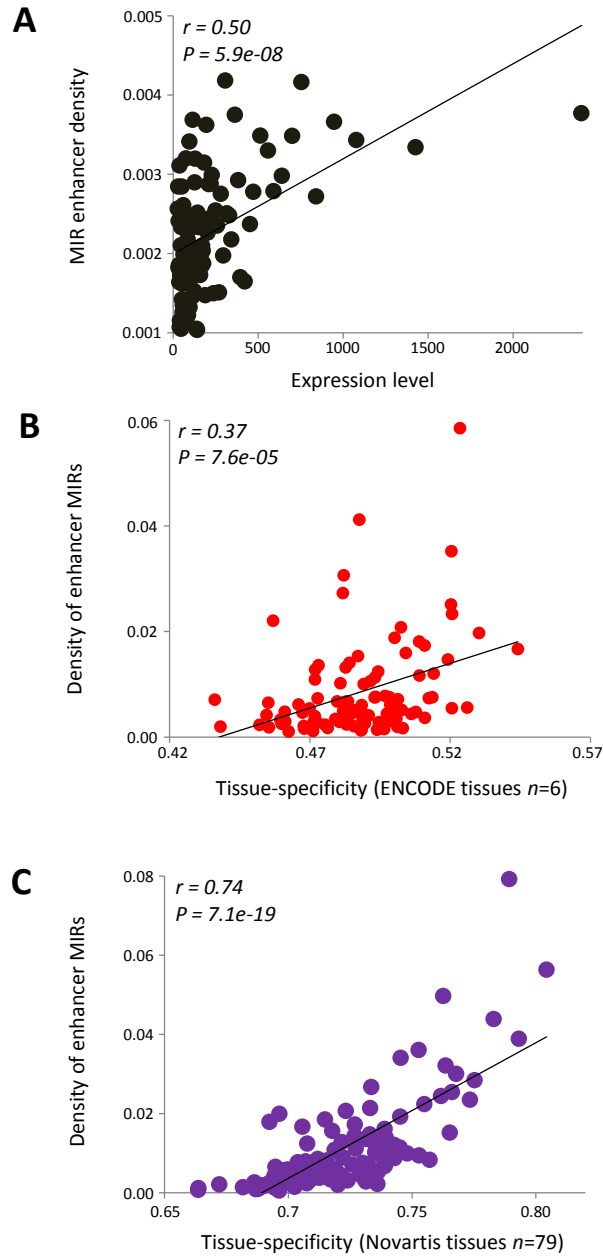 A
r = 0.50
P = 5.9e-08
MIR enhancer density
0.005
0.004
0.003
0.002
0.001
0 500 1000 1500 2000
Expression level
B
r = 0.37
P = 7.6e-05
Density of enhancer MIRs
0.06
0.04
0.02
0.00
0.42 0.47 0.52 0.57
Tissue-specificity (ENCODE tissues n=6)
C
r = 0.74
P = 7.1e-19
Density of enhancer MIRs
0.08
0.06
0.04
0.02
0.00
0.65 0.7 0.75 0.80
Tissue-specificity (Novartis tissues n=79)